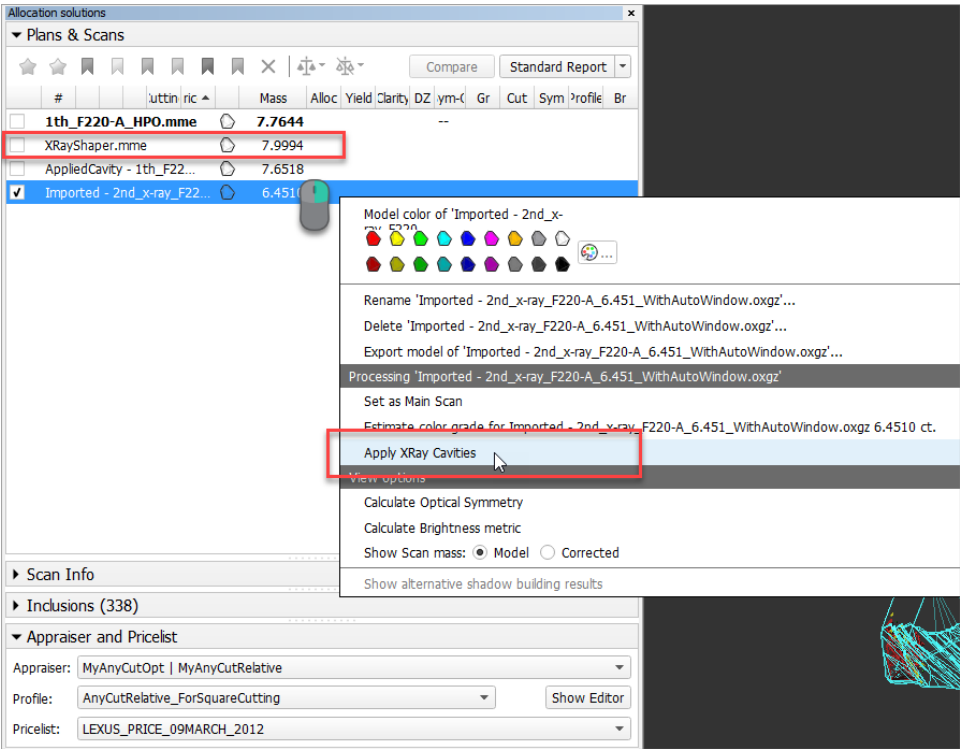 Allocation solutions
Plans & Scans
Compare Standard Report
# cutting ric Mass Alloc Yield Clarity DZ ym-( Gr Cut Sym Profile Br
1th_F220-A_HPO.mme 7.7644 --
XRayShaper.mme 7.9994
AppliedCavity - 1th_F22... 7.6518
Imported - 2nd_x-ray_F22... 6.4510
Model color of 'Imported - 2nd_x-
ray_F220
...
Rename 'Imported - 2nd_x-ray_F220-A_6.451_WithAutoWindow.oxgz'...
Delete 'Imported - 2nd_x-ray_F220-A_6.451_WithAutoWindow.oxgz'...
Export model of 'Imported - 2nd_x-ray_F220-A_6.451_WithAutoWindow.oxgz'...
Processing 'Imported - 2nd_x-ray_F220-A_6.451_WithAutoWindow.oxgz'
Set as Main Scan
Estimate color grade for Imported - 2nd_x-ray_F220-A_6.451_WithAutoWindow.oxgz 6.4510 ct.
Apply XRay Cavities
View options
Calculate Optical Symmetry
Calculate Brightness metric
Show Scan mass: Model Corrected
Show alternative shadow building results
Scan Info
Inclusions (338)
Appraiser and Pricelist
Appraiser: MyAnyCutOpt | MyAnyCutRelative
Profile: AnyCutRelative_ForSquareCutting Show Editor
Pricelist: LEXUS_PRICE_09MARCH_2012